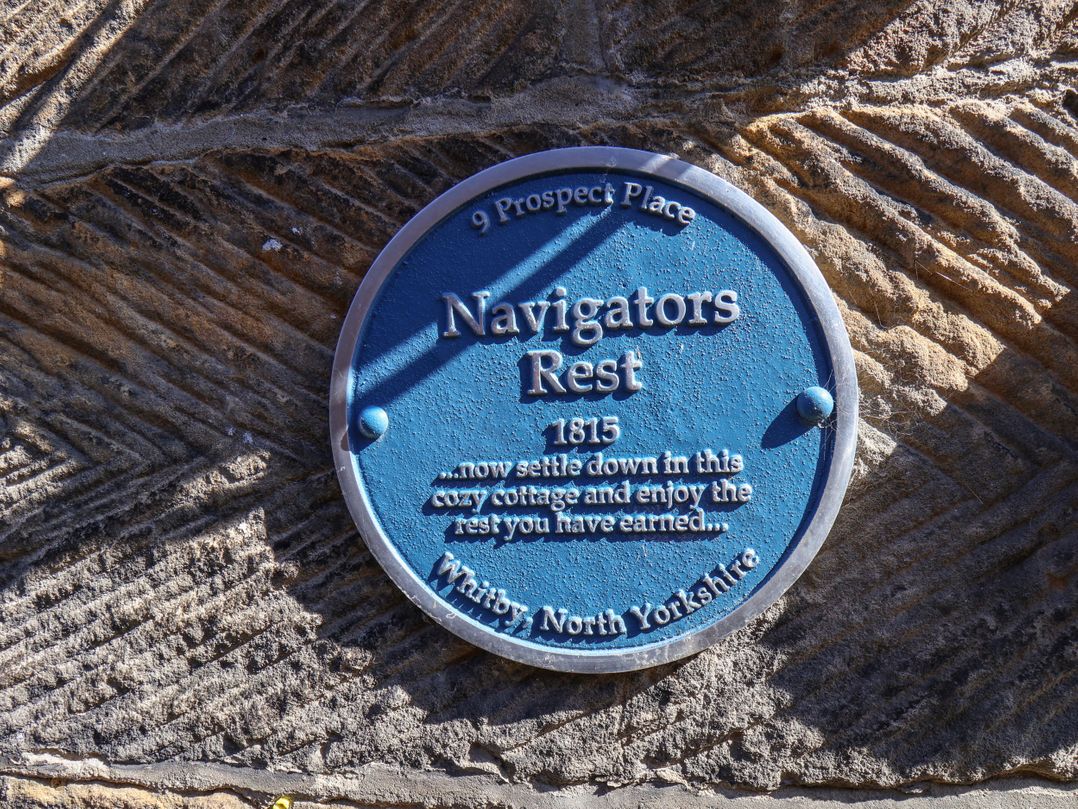 9 Prospect Place
Navigators
Rest
1815
...now settle down in this
cozy cottage and enjoy the
rest you have earned...
Whitby, North Yorkshire